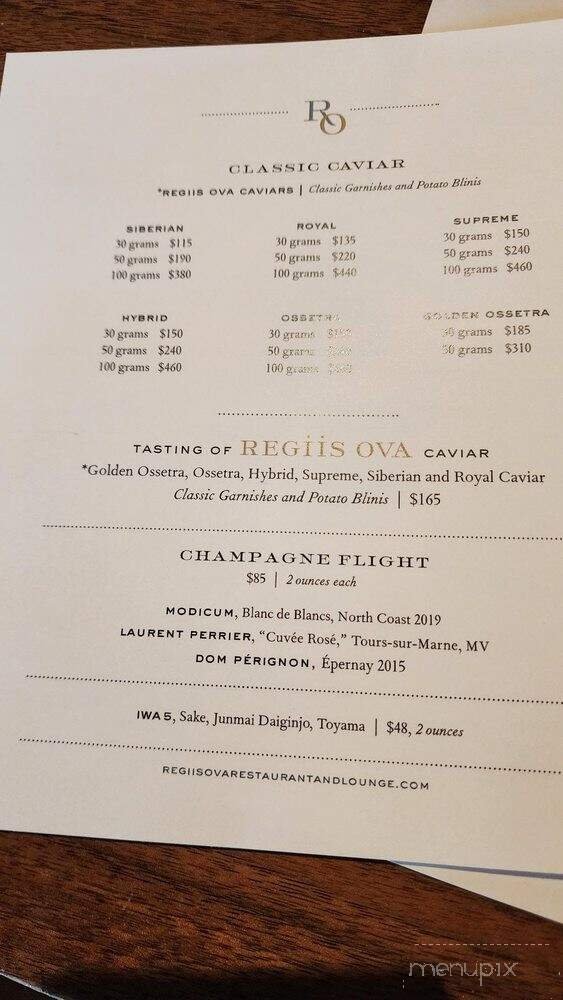 RO
CLASSIC CAVIAR
*REGIIS OVA CAVIARS | Classic Garnishes and Potato Blinis
SIBERIAN
30 grams $115
50 grams $190
100 grams $380
ROYAL
30 grams $135
50 grams $220
100 grams $440
SUPREME
30 grams $150
50 grams $240
100 grams $460
HYBRID
30 grams $150
50 grams $240
100 grams $460
OSSETRA
30 grams
50 grams
100 grams
GOLDEN OSSETRA
30 grams $185
50 grams $310
TASTING OF REGIIS OVA CAVIAR
*Golden Ossetra, Ossetra, Hybrid, Supreme, Siberian and Royal Caviar
Classic Garnishes and Potato Blinis | $165
CHAMPAGNE FLIGHT
$85 | 2 ounces each
MODICUM, Blanc de Blancs, North Coast 2019
LAURENT PERRIER, “Cuvée Rosé,” Tours-sur-Marne, MV
DOM PÉRIGNON, Épernay 2015
IWA 5, Sake, Junmai Daiginjo, Toyama | $48, 2 ounces
REGIISOVARESTAURANTANDLOUNGE.COM
menupix